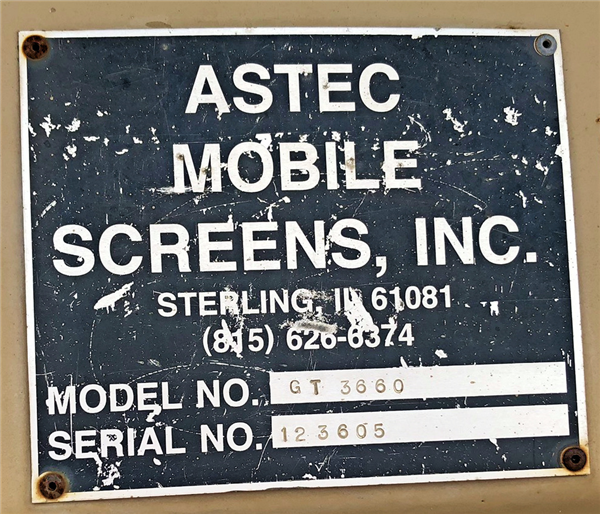 ASTEC
MOBILE
SCREENS, INC.
STERLING, IL 61081
(815) 626-6374
MODEL NO. GT 3660
SERIAL NO. 123605